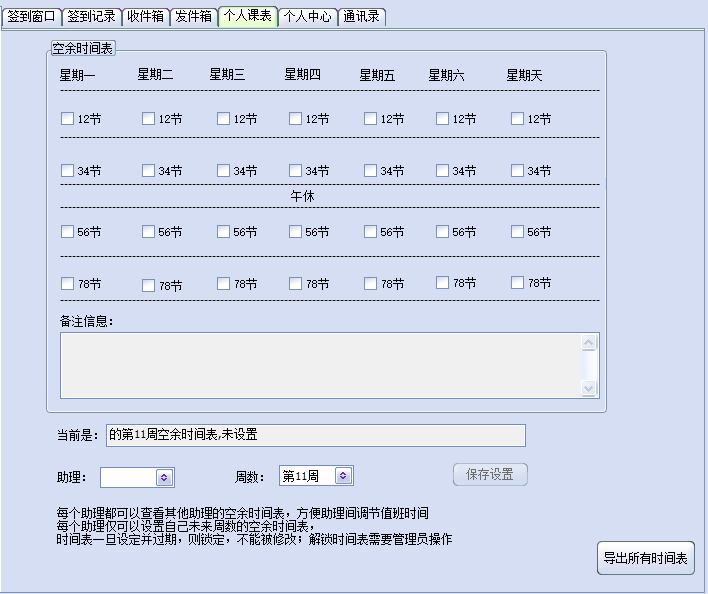 签到窗口 签到记录 收件箱 发件箱 个人课表 个人中心 通讯录
空余时间表
星期一 星期二 星期三 星期四 星期五 星期六 星期天
12节 12节 12节 12节 12节 12节 12节
34节 34节 34节 34节 34节 34节 34节
午休
56节 56节 56节 56节 56节 56节 56节
78节 78节 78节 78节 78节 78节 78节
备注信息:
当前是: 的第11周空余时间表,未设置
助理: 周数: 第11周 保存设置
每个助理都可以查看其他助理的空余时间表，方便助理间调节值班时间
每个助理仅可以设置自己未来周数的空余时间表，
时间表一旦设定并过期，则锁定，不能被修改；解锁时间表需要管理员操作
导出所有时间表